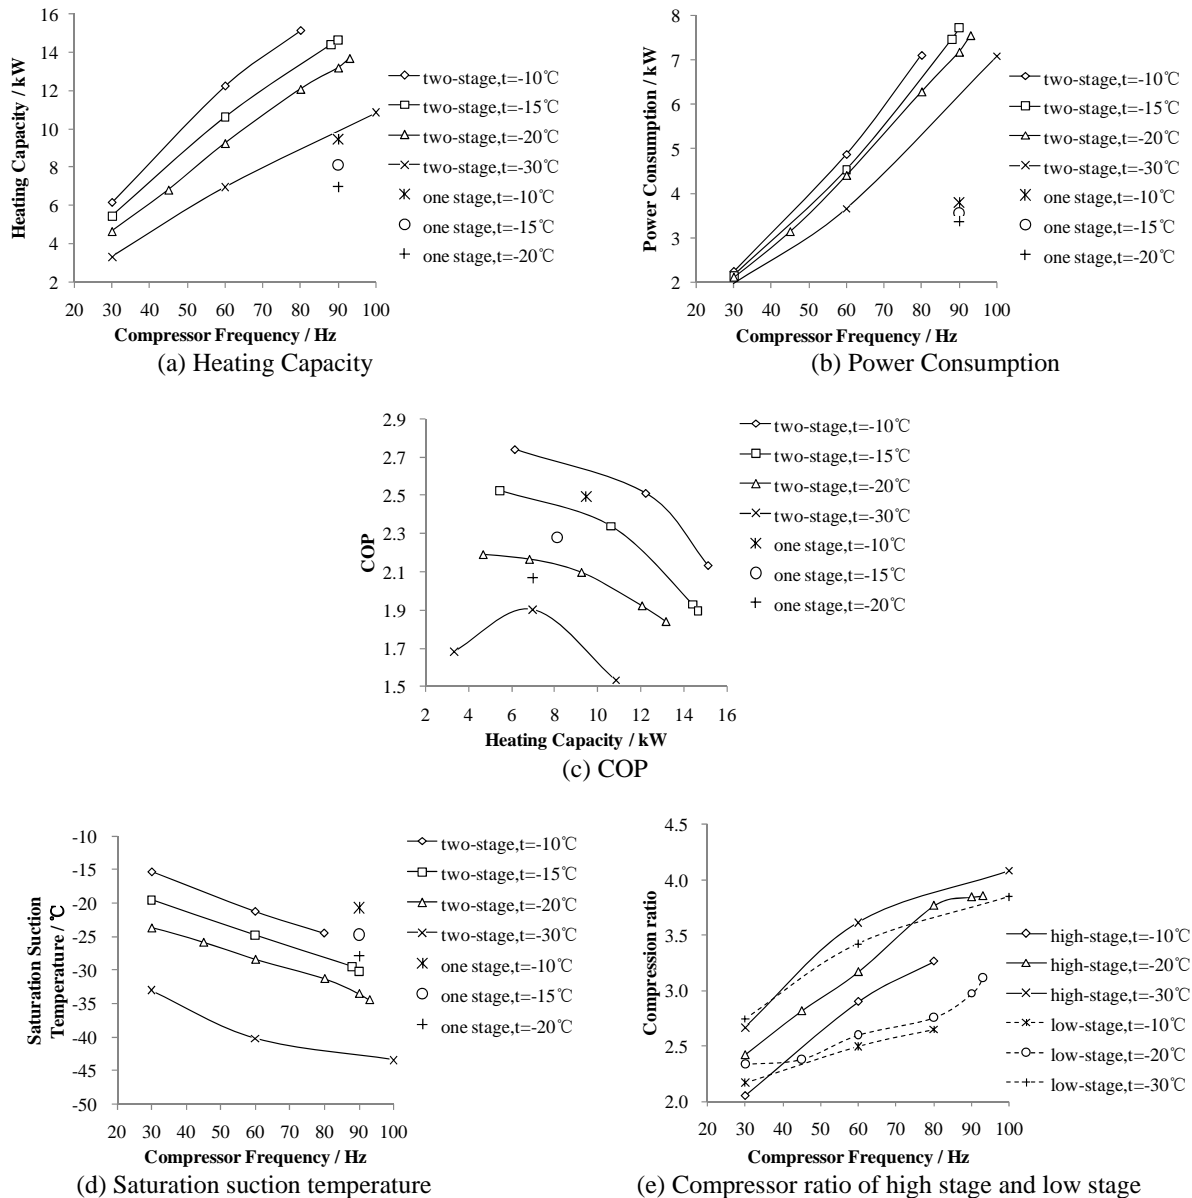 16
14
12
10
8
6
4
2
20 30 40 50 60 70 80 90 100
Heating Capacity / kW
Compressor Frequency / Hz
two-stage,t=-10℃
two-stage,t=-15℃
two-stage,t=-20℃
two-stage,t=-30℃
one stage,t=-10℃
one stage,t=-15℃
one stage,t=-20℃
(a) Heating Capacity
8
7
6
5
4
3
2
20 30 40 50 60 70 80 90 100
Power Consumption / kW
Compressor Frequency / Hz
two-stage,t=-10℃
two-stage,t=-15℃
two-stage,t=-20℃
two-stage,t=-30℃
one stage,t=-10℃
one stage,t=-15℃
one stage,t=-20℃
(b) Power Consumption
2.9
2.7
2.5
2.3
2.1
1.9
1.7
1.5
2 4 6 8 10 12 14 16
COP
Heating Capacity / kW
two-stage,t=-10℃
two-stage,t=-15℃
two-stage,t=-20℃
two-stage,t=-30℃
one stage,t=-10℃
one stage,t=-15℃
one stage,t=-20℃
(c) COP
-10
-15
-20
-25
-30
-35
-40
-45
-50
20 30 40 50 60 70 80 90 100
Saturation Suction
Temperature / ℃
Compressor Frequency / Hz
two-stage,t=-10℃
two-stage,t=-15℃
two-stage,t=-20℃
two-stage,t=-30℃
one stage,t=-10℃
one stage,t=-15℃
one stage,t=-20℃
(d) Saturation suction temperature
4.5
4.0
3.5
3.0
2.5
2.0
20 30 40 50 60 70 80 90 100
Compression ratio
Compressor Frequency / Hz
high-stage,t=-10℃
high-stage,t=-20℃
high-stage,t=-30℃
low-stage,t=-10℃
low-stage,t=-20℃
low-stage,t=-30℃
(e) Compressor ratio of high stage and low stage